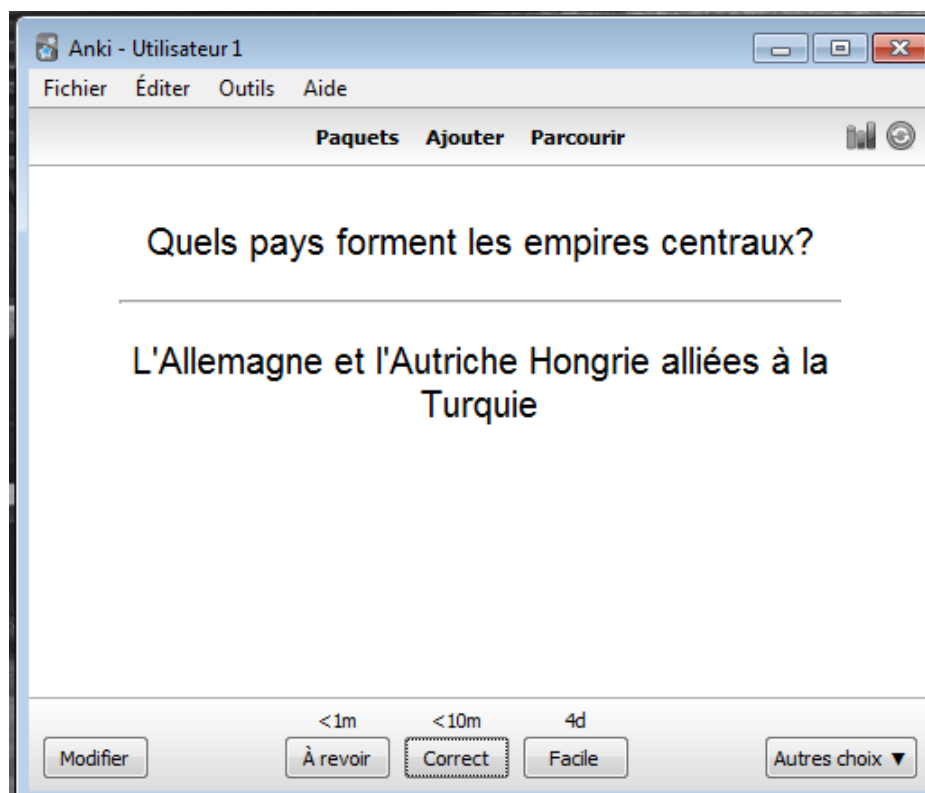 Anki - Utilisateur 1
Fichier Éditer Outils Aide
Paquets Ajouter Parcourir
Quels pays forment les empires centraux?
L'Allemagne et l'Autriche Hongrie alliées à la
Turquie
<1m <10m 4d
Modifier À revoir Correct Facile Autres choix ▼